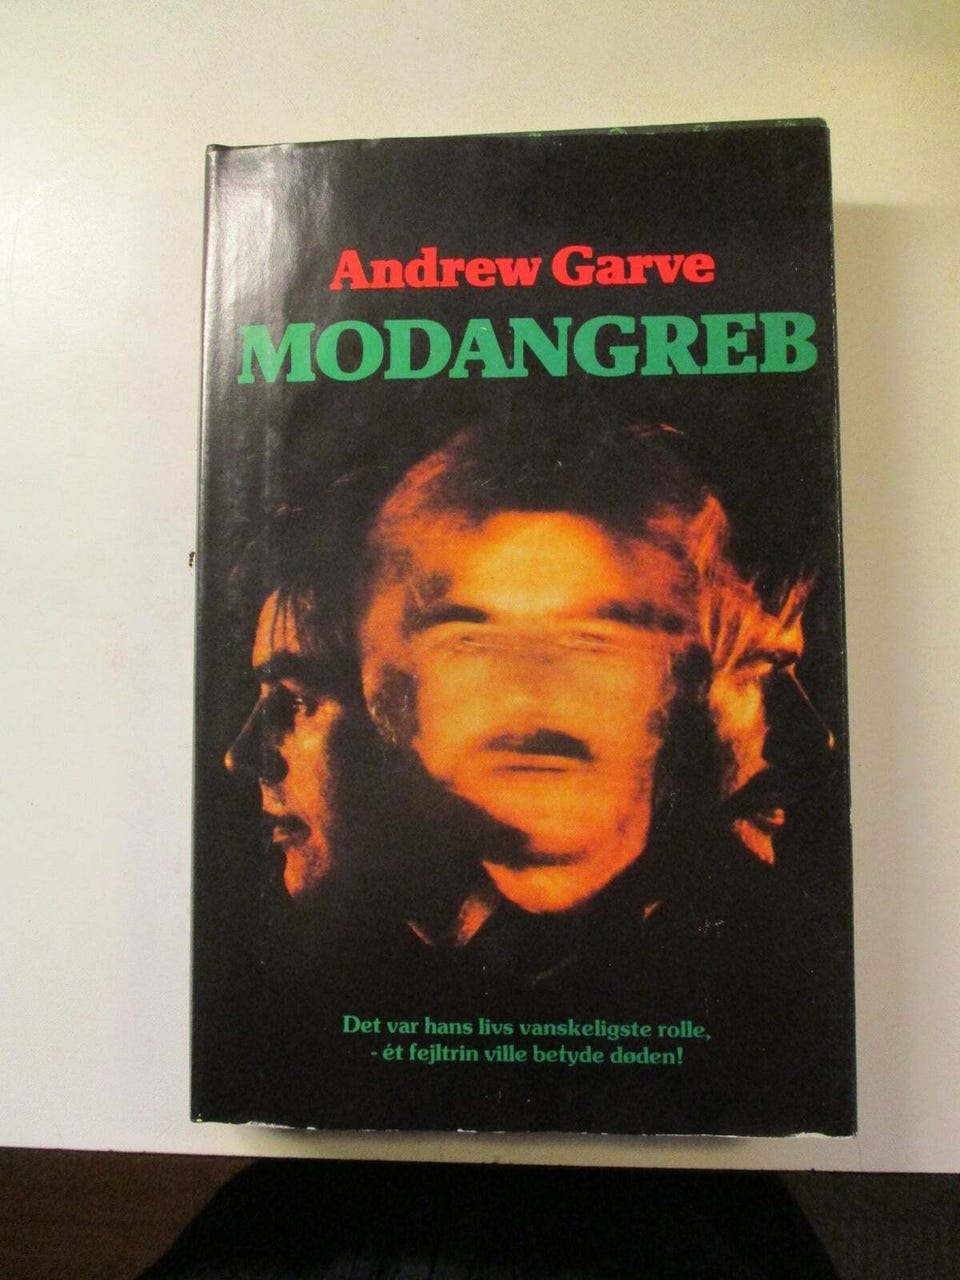 Andrew Garve
MODANGREB
Det var hans livs vanskeligste rolle,
- ét fejltrin ville betyde døden!